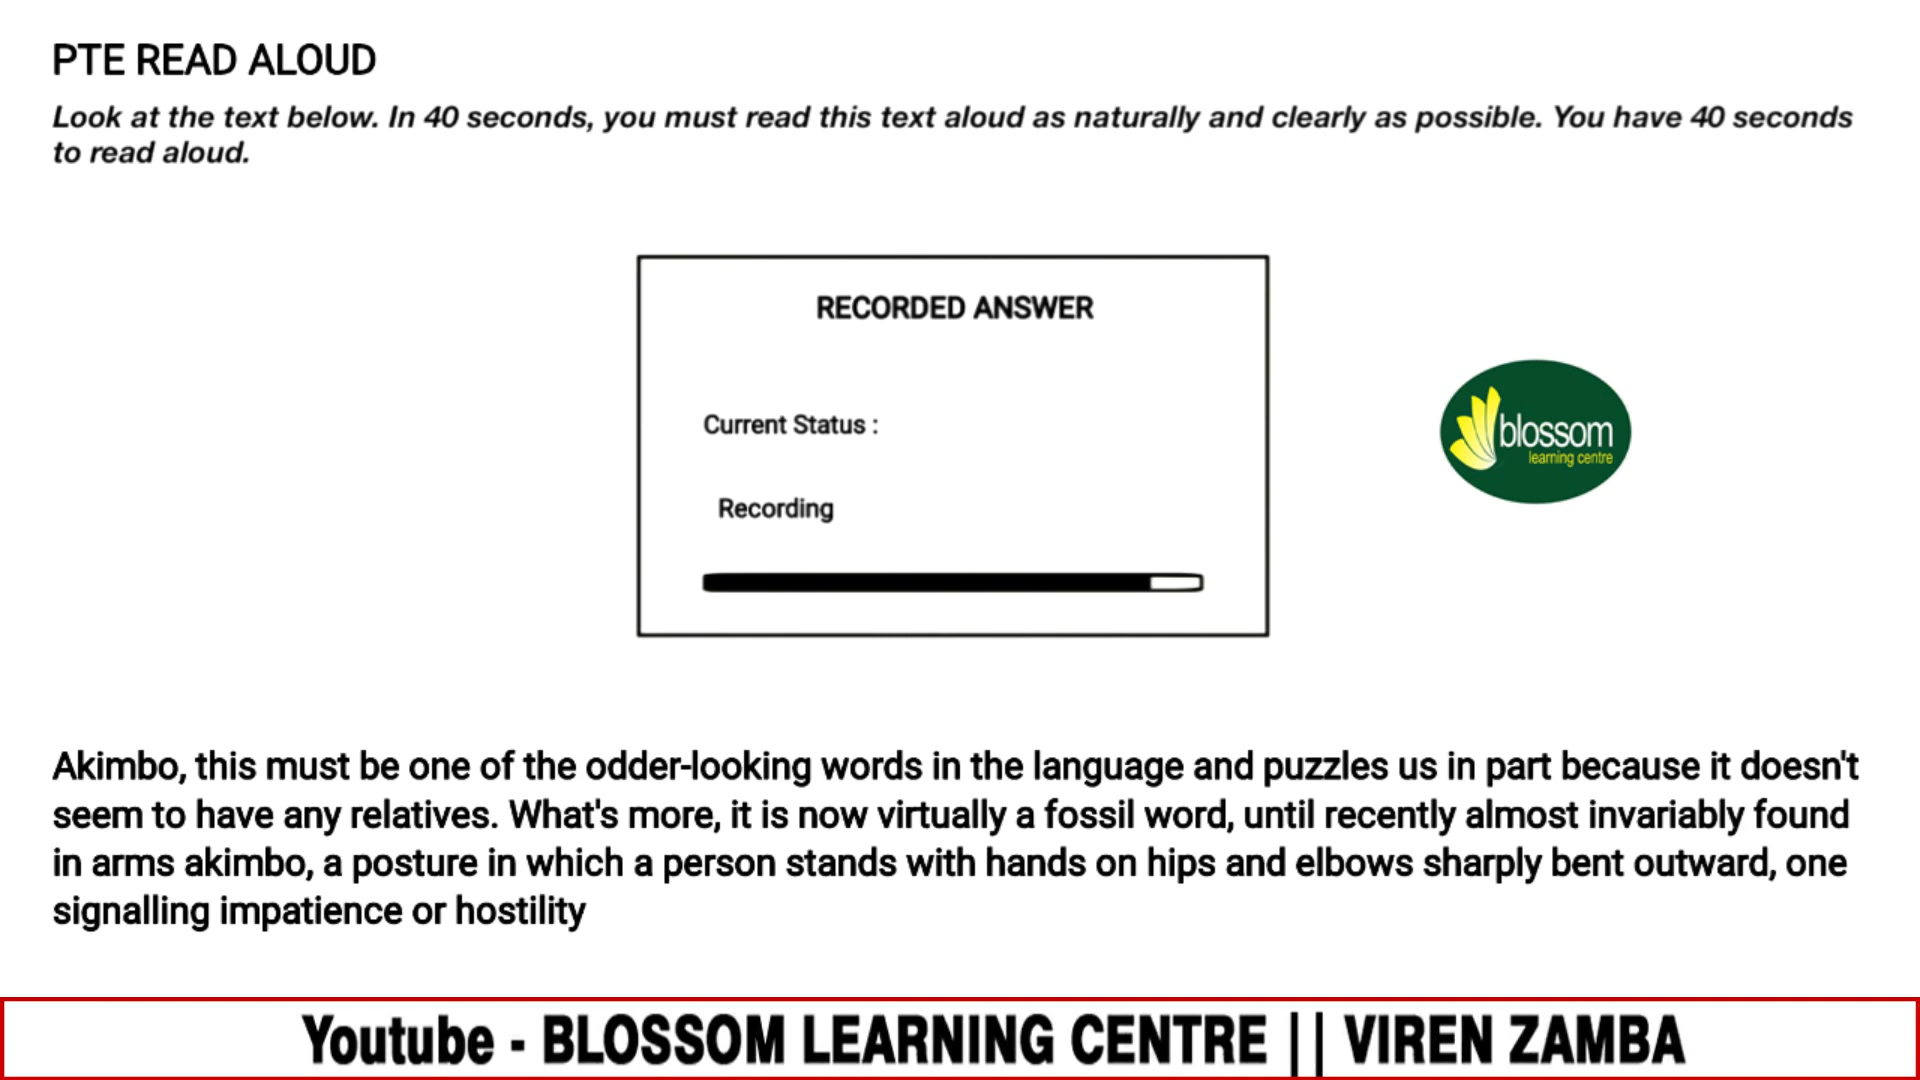 PTE READ ALOUD
Look at the text below. In 40 seconds, you must read this text aloud as naturally and clearly as possible. You have 40 seconds
to read aloud.
RECORDED ANSWER
Current Status :
Recording
blossom
learning centre
Akimbo, this must be one of the odder-looking words in the language and puzzles us in part because it doesn't
seem to have any relatives. What's more, it is now virtually a fossil word, until recently almost invariably found
in arms akimbo, a posture in which a person stands with hands on hips and elbows sharply bent outward, one
signalling impatience or hostility
Youtube - BLOSSOM LEARNING CENTRE || VIREN ZAMBA